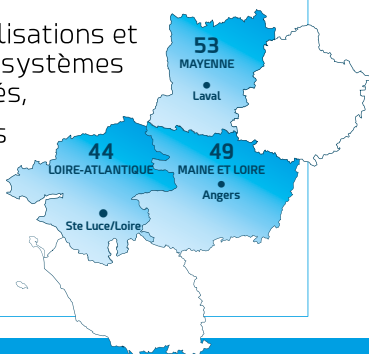 lisations et
systèmes
és,
s
53
MAYENNE
Laval
44
LOIRE-ATLANTIQUE
Ste Luce/Loire
49
MAINE ET LOIRE
Angers